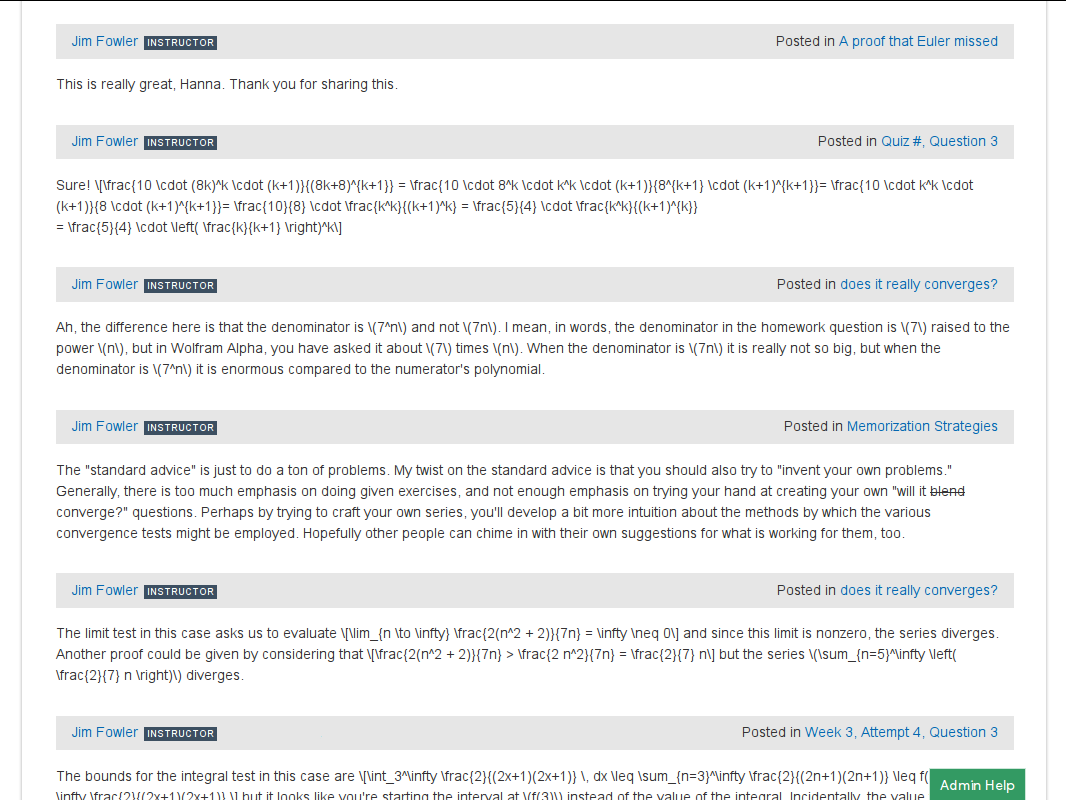 Jim Fowler INSTRUCTOR Posted in A proof that Euler missed
This is really great, Hanna. Thank you for sharing this.
Jim Fowler INSTRUCTOR Posted in Quiz #, Question 3
Sure! \[\frac{10 \cdot (8k)^k \cdot (k+1)}{(8k+8)^{k+1}} = \frac{10 \cdot 8^k \cdot k^k \cdot (k+1)}{8^{k+1} \cdot (k+1)^{k+1}}= \frac{10 \cdot k^k \cdot
(k+1)}{8 \cdot (k+1)^{k+1}}= \frac{10}{8} \cdot \frac{k^k}{(k+1)^k} = \frac{5}{4} \cdot \frac{k^k}{(k+1)^{k}}
= \frac{5}{4} \cdot \left( \frac{k}{k+1} \right)^k\]
Jim Fowler INSTRUCTOR Posted in does it really converges?
Ah, the difference here is that the denominator is \(7^n\) and not \(7n\). I mean, in words, the denominator in the homework question is \(7\) raised to the
power \(n\), but in Wolfram Alpha, you have asked it about \(7\) times \(n\). When the denominator is \(7n\) it is really not so big, but when the
denominator is \(7^n\) it is enormous compared to the numerator's polynomial.
Jim Fowler INSTRUCTOR Posted in Memorization Strategies
The "standard advice" is just to do a ton of problems. My twist on the standard advice is that you should also try to "invent your own problems."
Generally, there is too much emphasis on doing given exercises, and not enough emphasis on trying your hand at creating your own "will it blend
converge?" questions. Perhaps by trying to craft your own series, you'll develop a bit more intuition about the methods by which the various
convergence tests might be employed. Hopefully other people can chime in with their own suggestions for what is working for them, too.
Jim Fowler INSTRUCTOR Posted in does it really converges?
The limit test in this case asks us to evaluate \[\lim_{n \to \infty} \frac{2(n^2 + 2)}{7n} = \infty \neq 0\] and since this limit is nonzero, the series diverges.
Another proof could be given by considering that \[\frac{2(n^2 + 2)}{7n} > \frac{2 n^2}{7n} = \frac{2}{7} n\] but the series \(\sum_{n=5}^\infty \left(
\frac{2}{7} n \right)\) diverges.
Jim Fowler INSTRUCTOR Posted in Week 3, Attempt 4, Question 3
The bounds for the integral test in this case are \[\int_3^\infty \frac{2}{(2x+1)(2x+1)} \, dx \leq \sum_{n=3}^\infty \frac{2}{(2n+1)(2n+1)} \leq f(
\infty \frac{2}{(2x+1)(2x+1)} \] but it looks like you're starting the interval at \(f(3)\) instead of the value of the integral. Incidentally, the value
Admin Help